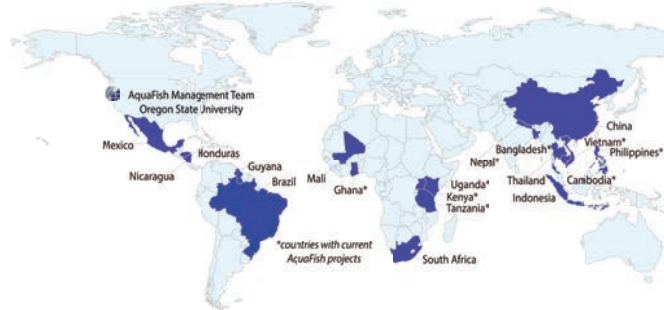 AquaFish Management Team
Oregon State University
Mexico
Honduras
Nicaragua
Guyana
Brazil
Mali
Ghana*
Uganda*
Kenya*
Tanzania*
South Africa
China
Vietnam*
Bangladesh*
Philippines*
Nepal*
Thailand
Cambodia*
Indonesia
*countries with current
AquaFish projects